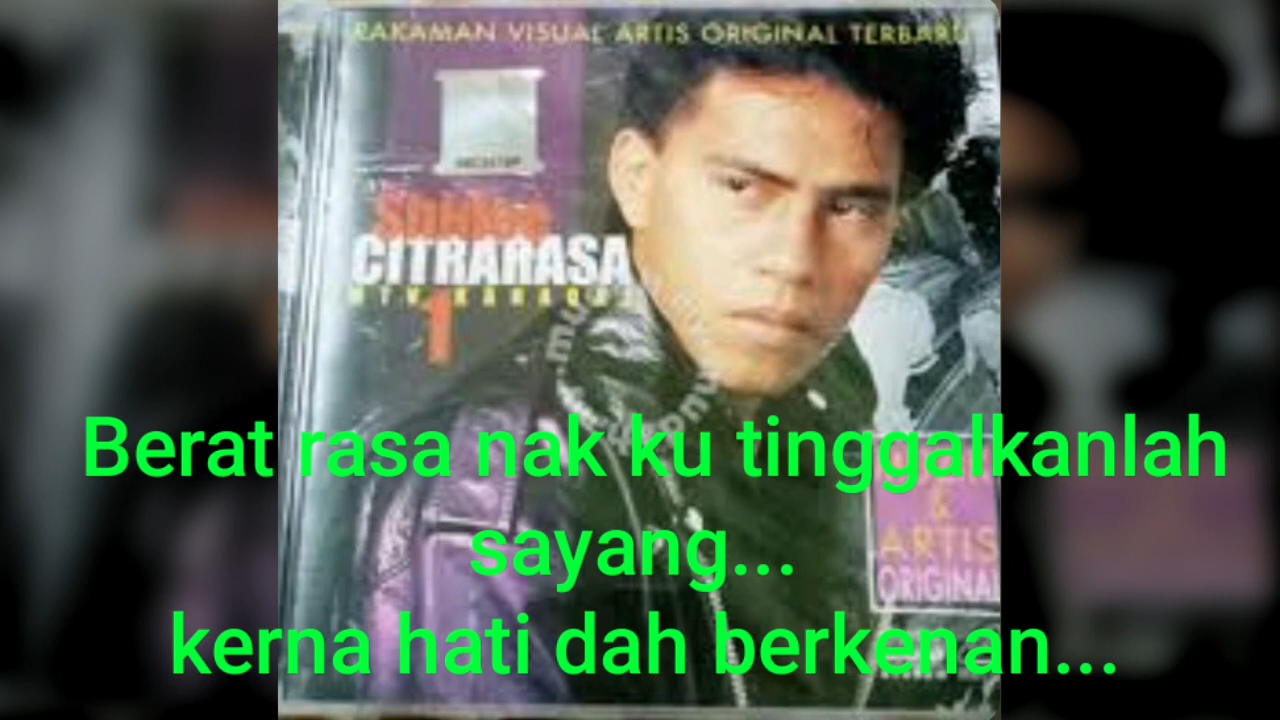 RAKAMAN VISUAL ARTIS ORIGINAL TERBARU
CITRARASA
1
Berat rasa nak ku tinggalkanlah
sayang...
kerna hati dah berkenan...
&
ARTIS
ORIGINAL